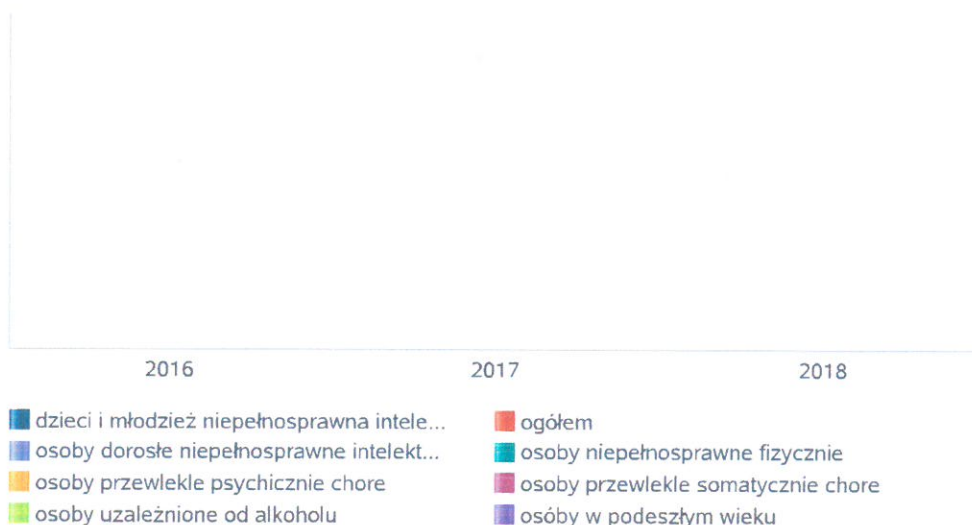 2016 2017 2018
dzieci i młodzież niepełnosprawna intele... ogółem
osoby dorosłe niepełnosprawne intelekt... osoby niepełnosprawne fizycznie
osoby przewlekle psychicznie chore osoby przewlekle somatycznie chore
osoby uzależnione od alkoholu osóby w podeszłym wieku